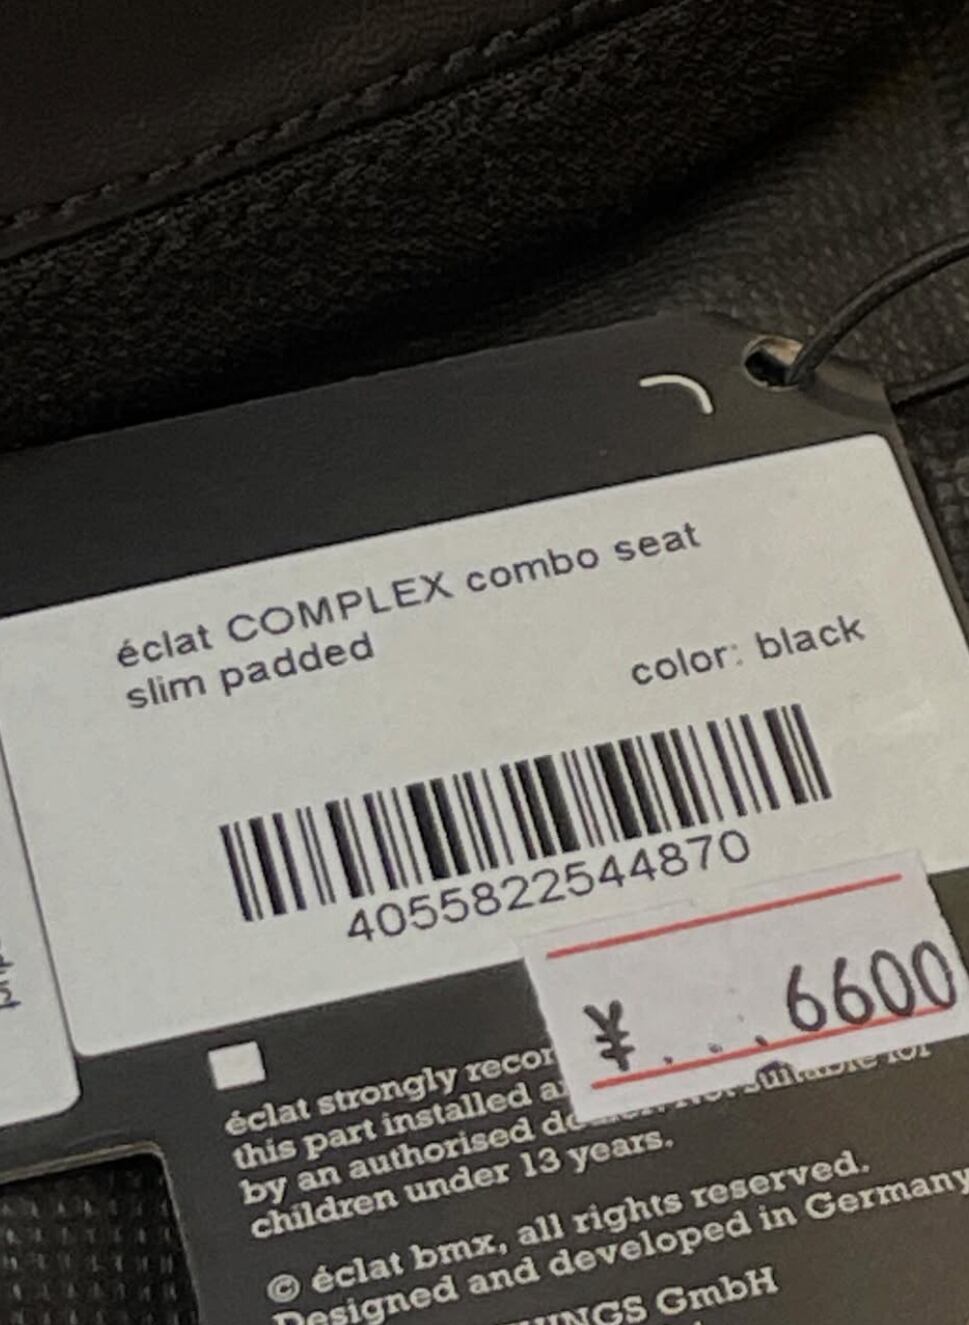 éclat COMPLEX combo seat
slim padded
color: black
4055822544870
¥ 6600
éclat strongly
this part installed
by an authorised
children under 13 years.
© éclat bmx, all rights reserved.
Designed and developed in Germany
GmbH